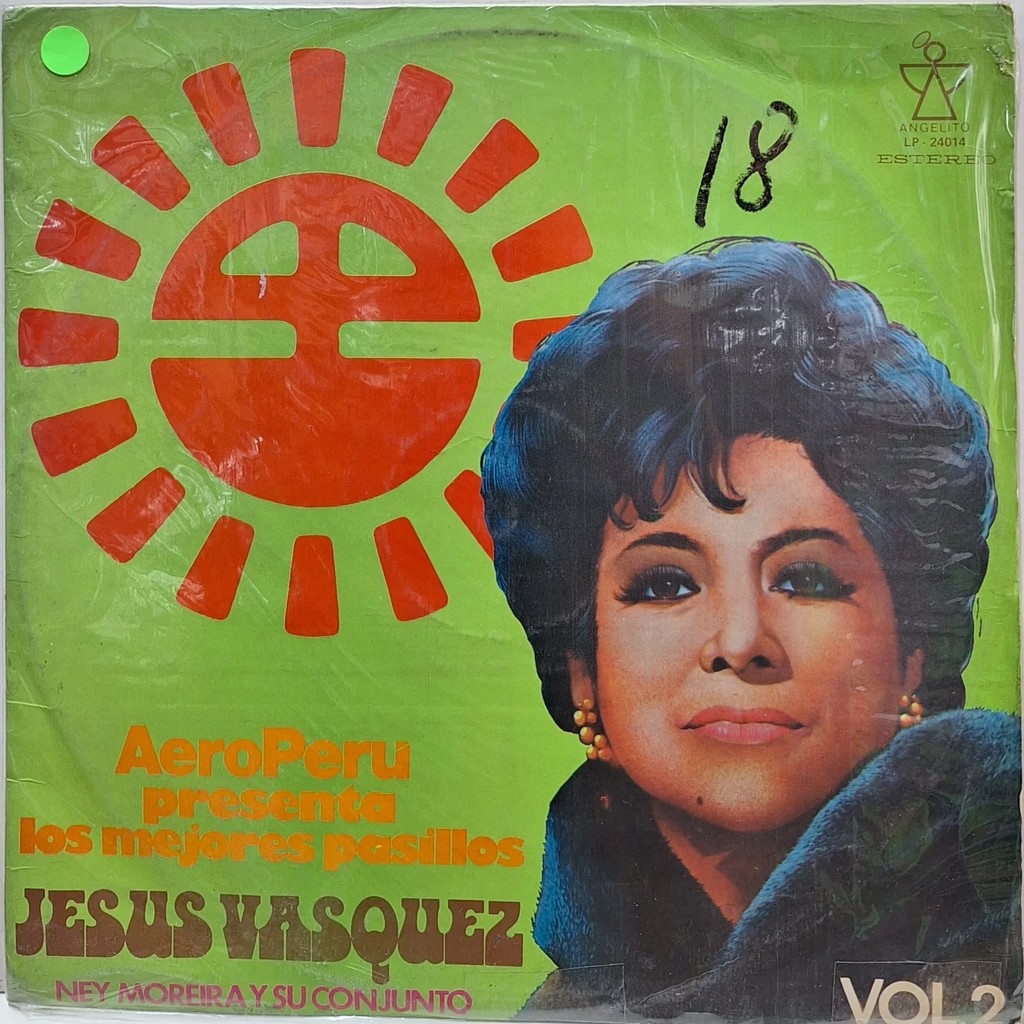 18
ANGELITO
LP - 24014
ESTEREO
AeroPeru
presenta
los mejores pasillos
JESUS VASQUEZ
NEY MOREIRA Y SU CONJUNTO
VOL 2